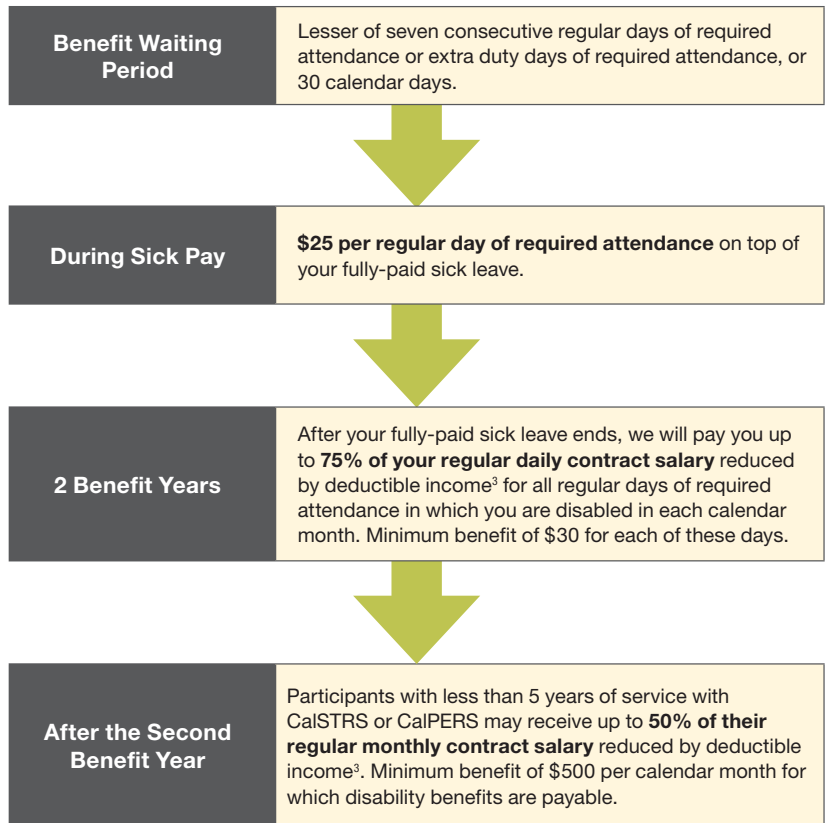 Benefit Waiting
Period
Lesser of seven consecutive regular days of required
attendance or extra duty days of required attendance, or
30 calendar days.
During Sick Pay
$25 per regular day of required attendance on top of
your fully-paid sick leave.
2 Benefit Years
After your fully-paid sick leave ends, we will pay you up
to 75% of your regular daily contract salary reduced
by deductible income³ for all regular days of required
attendance in which you are disabled in each calendar
month. Minimum benefit of $30 for each of these days.
After the Second
Benefit Year
Participants with less than 5 years of service with
CalSTRS or CalPERS may receive up to 50% of their
regular monthly contract salary reduced by deductible
income³. Minimum benefit of $500 per calendar month for
which disability benefits are payable.